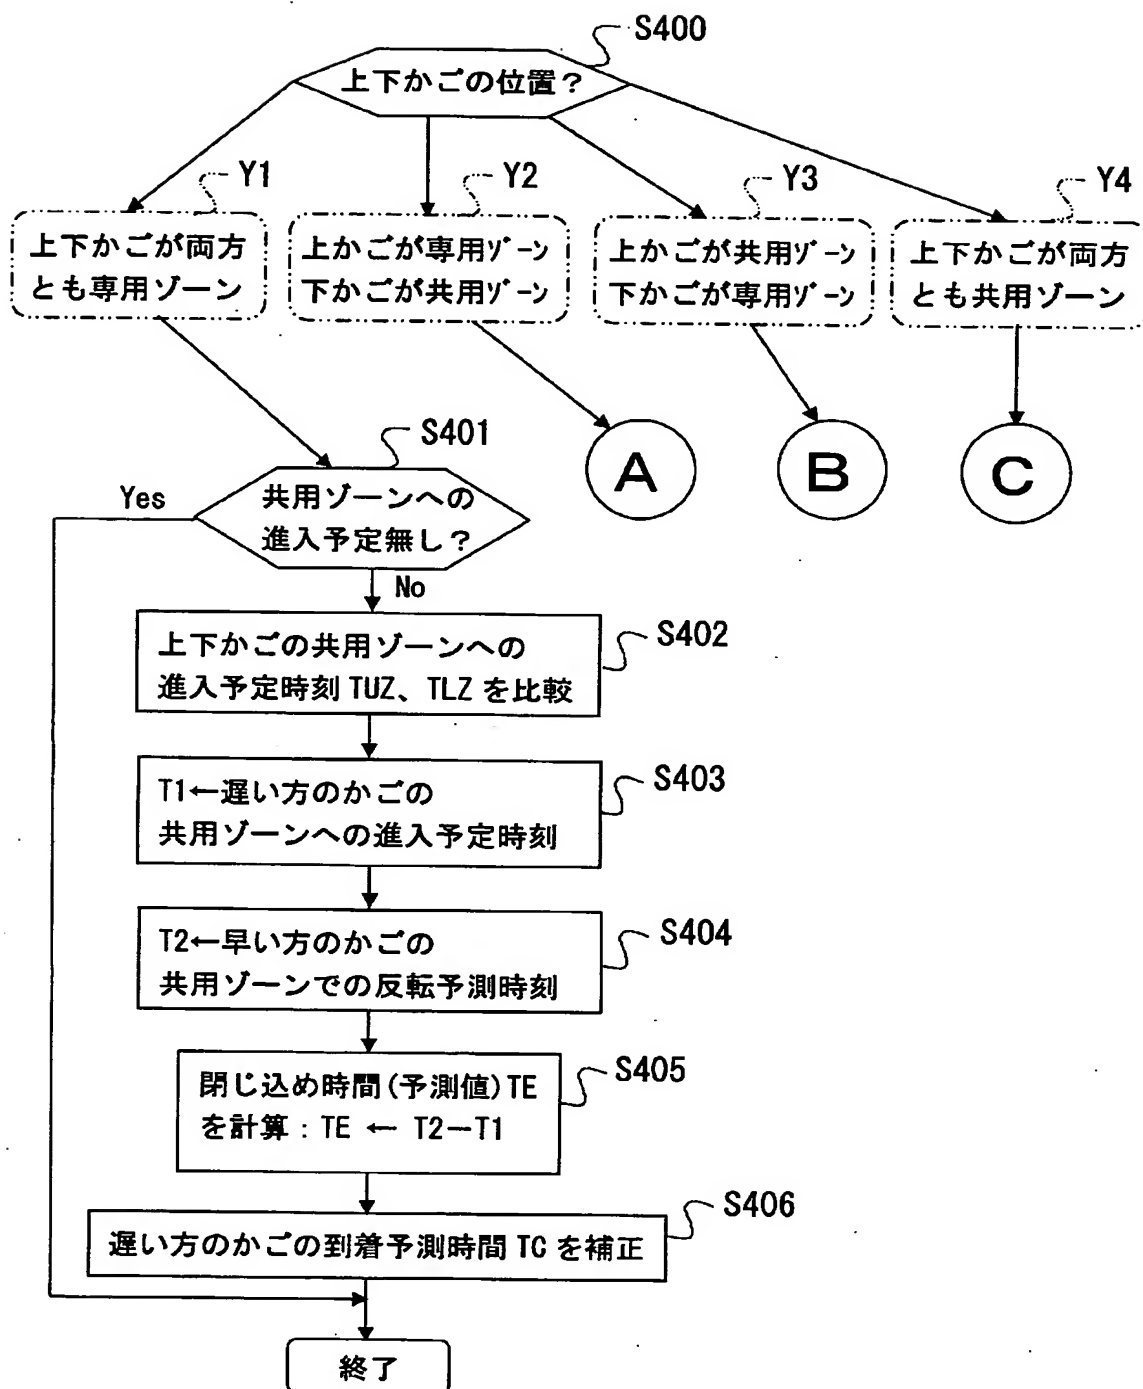 S400
上下かごの位置?
Y1
Y2
Y3
Y4
上下かごが両方
とも専用ゾーン
上かごが専用ゾーン
下かごが共用ゾーン
上かごが共用ゾーン
下かごが専用ゾーン
上下かごが両方
とも共用ゾーン
A
B
C
S401
共用ゾーンへの
進入予定無し?
Yes
No
S402
上下かごの共用ゾーンへの
進入予定時刻 TUZ、TLZ を比較
S403
T1←遅い方のかごの
共用ゾーンへの進入予定時刻
S404
T2←早い方のかごの
共用ゾーンでの反転予測時刻
S405
閉じ込め時間(予測値)TE
を計算:TE ← T2−T1
S406
遅い方のかごの到着予測時間 TC を補正
終了